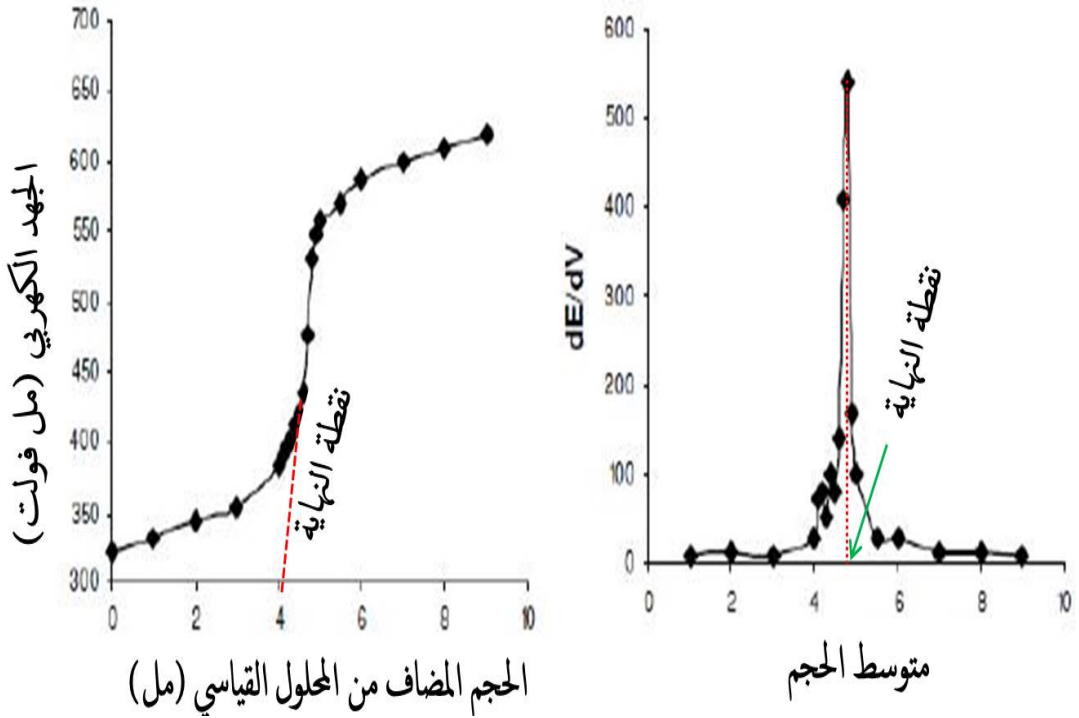 700
650
600
550
500
450
400
350
300
0 2 4 6 8 10
الجهد الكهربي (مل فولت)
نقطة النهاية
الحجم المضاف من المحلول القياسي (مل)
600
500
400
300
200
100
0
0 2 4 6 8 10
dE/dV
نقطة النهاية
متوسط الحجم